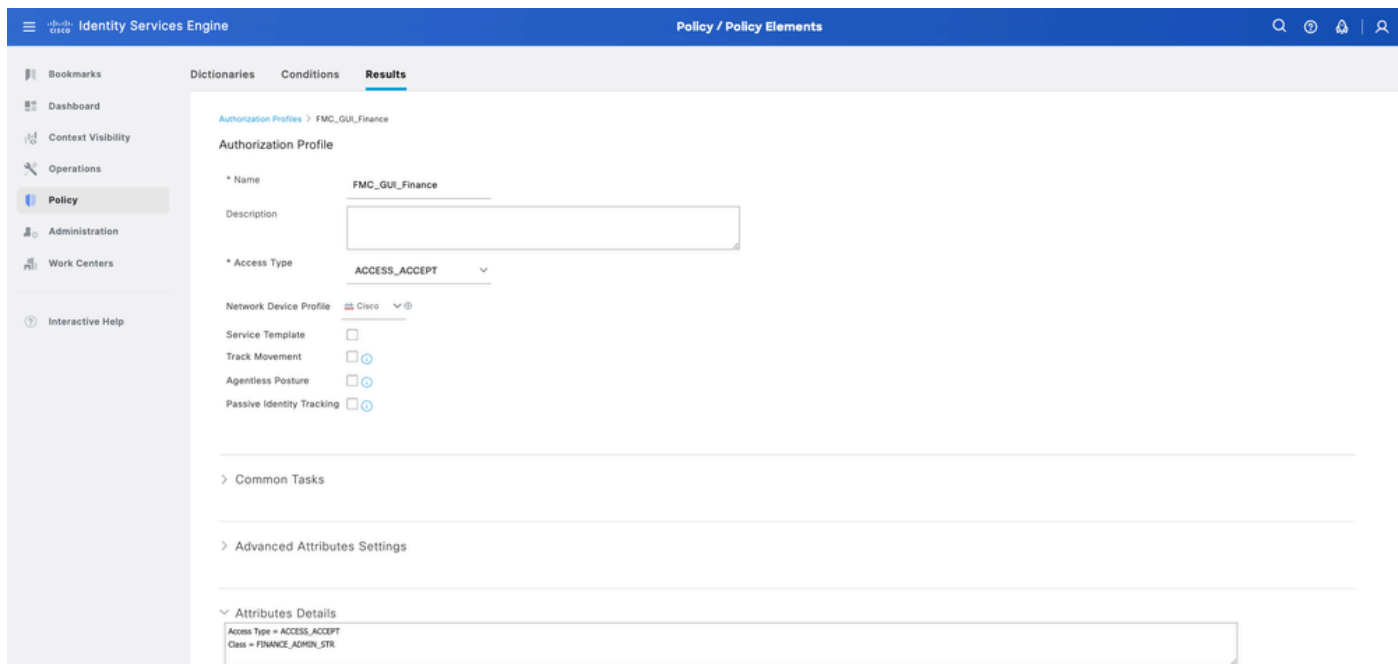 cisco Identity Services Engine
Policy / Policy Elements
Bookmarks
Dashboard
Context Visibility
Operations
Policy
Administration
Work Centers
Interactive Help
Dictionaries Conditions Results
Authorization Profiles > FMC_GUI_Finance
Authorization Profile
* Name FMC_GUI_Finance
Description
* Access Type ACCESS_ACCEPT
Network Device Profile Cisco
Service Template
Track Movement
Agentless Posture
Passive Identity Tracking
Common Tasks
Advanced Attributes Settings
Attributes Details
Access Type = ACCESS_ACCEPT
Class = FINANCE_ADMIN_STR